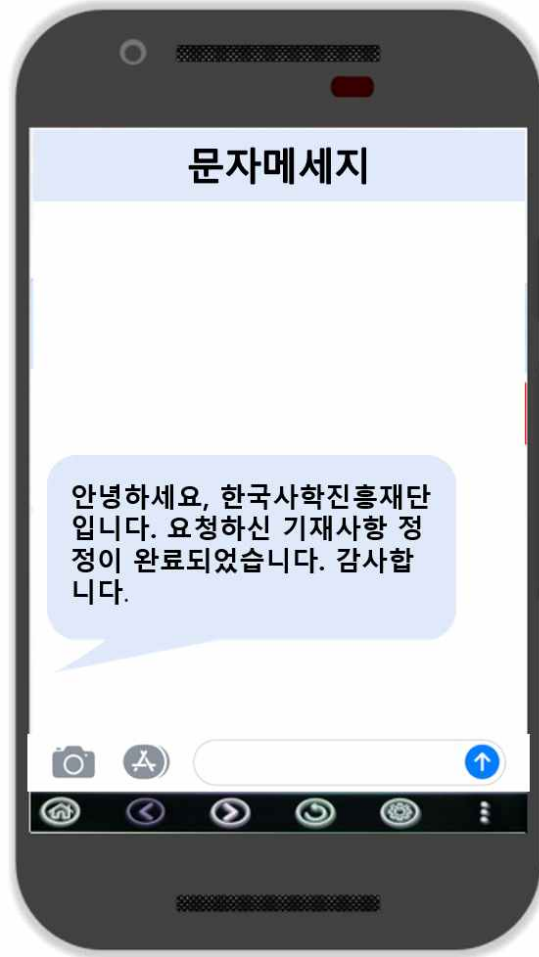 문자메세지
안녕하세요, 한국사학진흥재단
입니다. 요청하신 기재사항 정
정이 완료되었습니다. 감사합
니다.